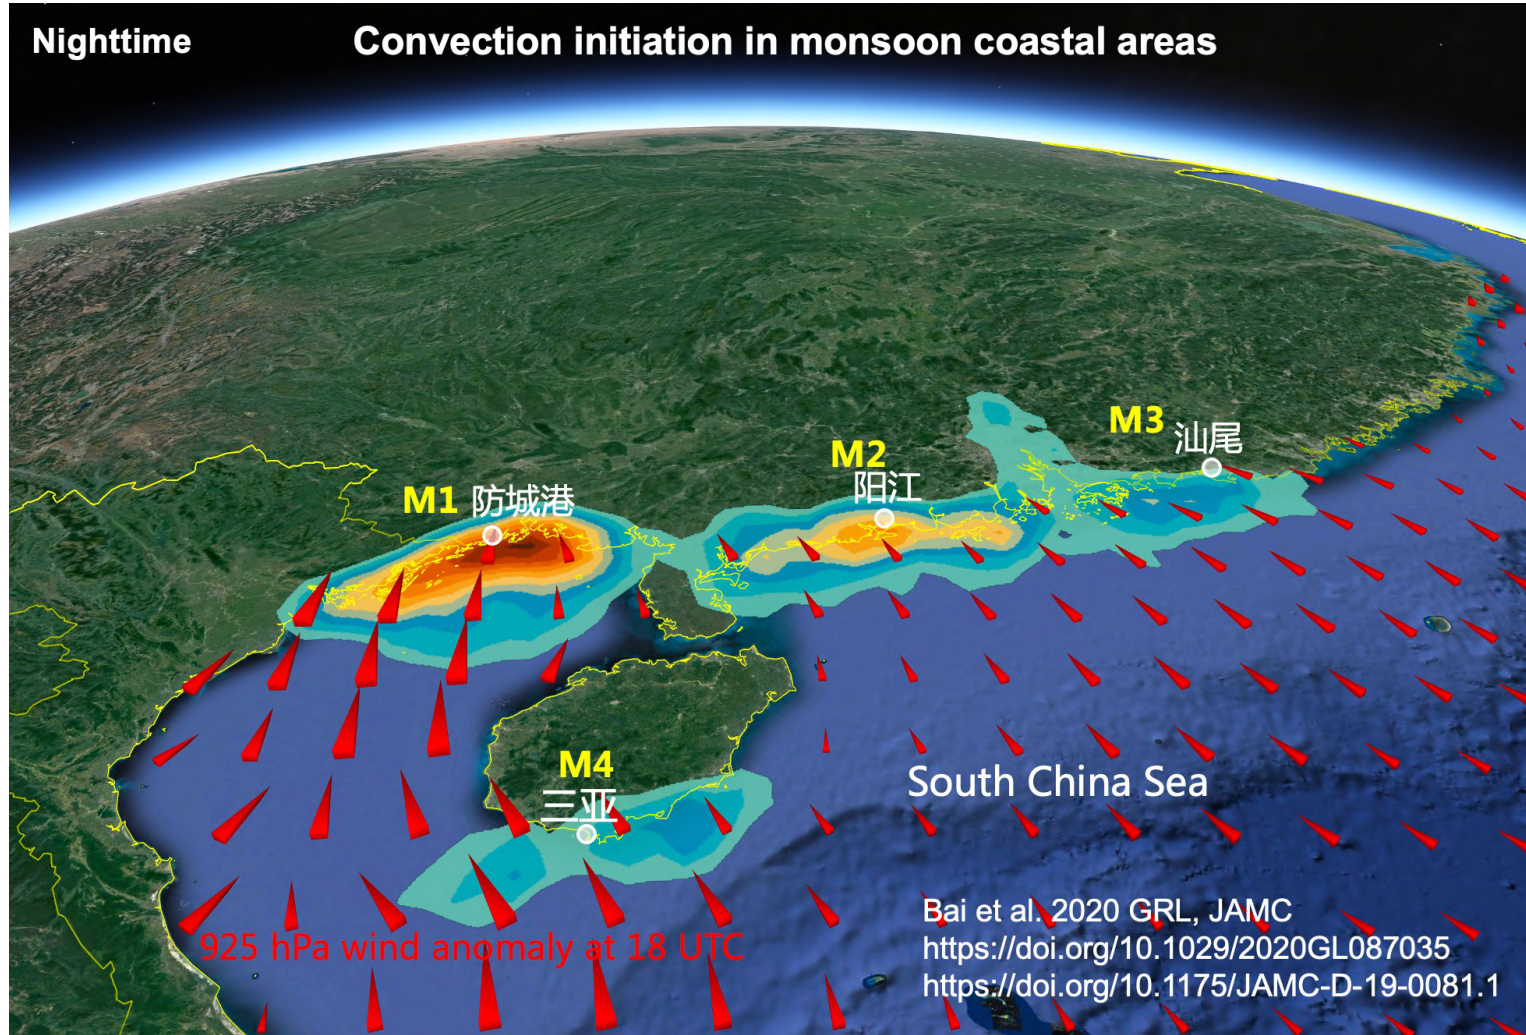 Nighttime
Convection initiation in monsoon coastal areas
M3
汕尾
M2
阳江
M1 防城港
M4
三亚
South China Sea
925 hPa wind anomaly at 18 UTC
Bai et al. 2020 GRL, JAMC
https://doi.org/10.1029/2020GL087035
https://doi.org/10.1175/JAMC-D-19-0081.1